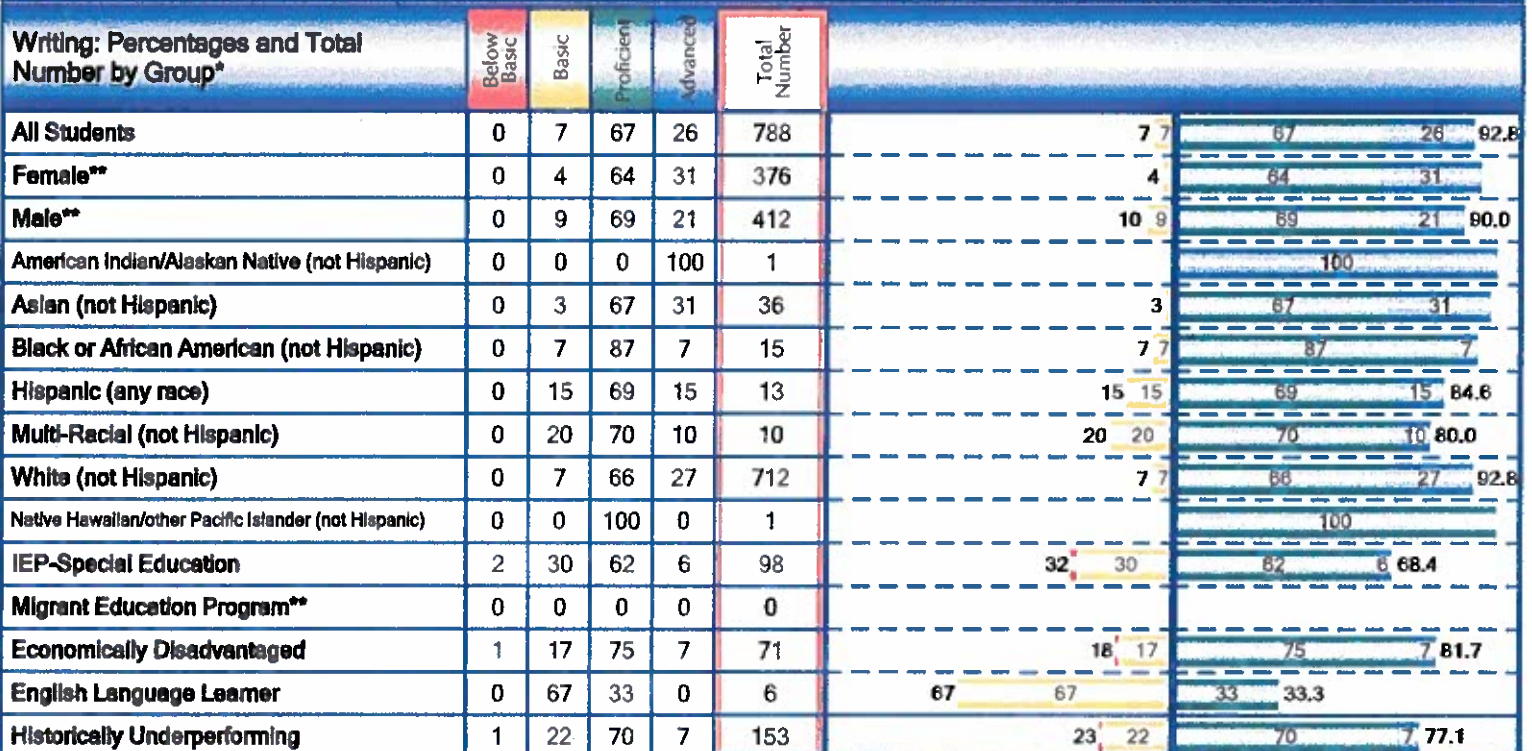 Writing: Percentages and Total
Number by Group*
Below Basic Basic Proficient Advanced Total Number
All Students 0 7 67 26 788 7 7 67 26 92.8
Female** 0 4 64 31 376 4 64 31
Male** 0 9 69 21 412 10 9 69 21 90.0
American Indian/Alaskan Native (not Hispanic) 0 0 0 100 1 100
Asian (not Hispanic) 0 3 67 31 36 3 67 31
Black or African American (not Hispanic) 0 7 87 7 15 7 7 87 7
Hispanic (any race) 0 15 69 15 13 15 15 69 15 84.6
Multi-Racial (not Hispanic) 0 20 70 10 10 20 20 70 10 80.0
White (not Hispanic) 0 7 66 27 712 7 7 66 27 92.8
Native Hawaiian/other Pacific Islander (not Hispanic) 0 0 100 0 1 100
IEP-Special Education 2 30 62 6 98 32 30 62 6 68.4
Migrant Education Program** 0 0 0 0 0
Economically Disadvantaged 1 17 75 7 71 18 17 75 7 81.7
English Language Learner 0 67 33 0 6 67 67 33 33.3
Historically Underperforming 1 22 70 7 153 23 22 70 7 77.1